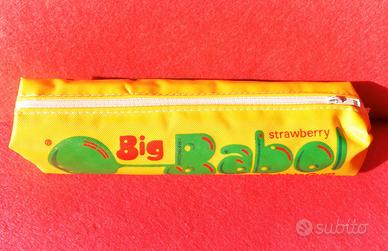 strawberry
® Big Babol
subito